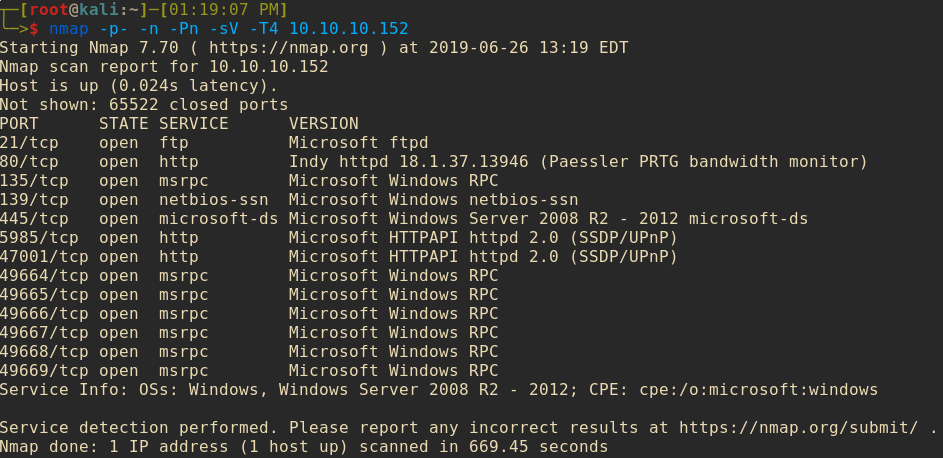 ┬─[root@kali:~]─[01:19:07 PM]
╰─>$ nmap -p- -n -Pn -sV -T4 10.10.10.152
Starting Nmap 7.70 ( https://nmap.org ) at 2019-06-26 13:19 EDT
Nmap scan report for 10.10.10.152
Host is up (0.024s latency).
Not shown: 65522 closed ports
PORT      STATE SERVICE      VERSION
21/tcp    open  ftp          Microsoft ftpd
80/tcp    open  http         Indy httpd 18.1.37.13946 (Paessler PRTG bandwidth monitor)
135/tcp   open  msrpc        Microsoft Windows RPC
139/tcp   open  netbios-ssn  Microsoft Windows netbios-ssn
445/tcp   open  microsoft-ds Microsoft Windows Server 2008 R2 - 2012 microsoft-ds
5985/tcp  open  http         Microsoft HTTPAPI httpd 2.0 (SSDP/UPnP)
47001/tcp open  http         Microsoft HTTPAPI httpd 2.0 (SSDP/UPnP)
49664/tcp open  msrpc        Microsoft Windows RPC
49665/tcp open  msrpc        Microsoft Windows RPC
49666/tcp open  msrpc        Microsoft Windows RPC
49667/tcp open  msrpc        Microsoft Windows RPC
49668/tcp open  msrpc        Microsoft Windows RPC
49669/tcp open  msrpc        Microsoft Windows RPC
Service Info: OSs: Windows, Windows Server 2008 R2 - 2012; CPE: cpe:/o:microsoft:windows

Service detection performed. Please report any incorrect results at https://nmap.org/submit/ .
Nmap done: 1 IP address (1 host up) scanned in 669.45 seconds